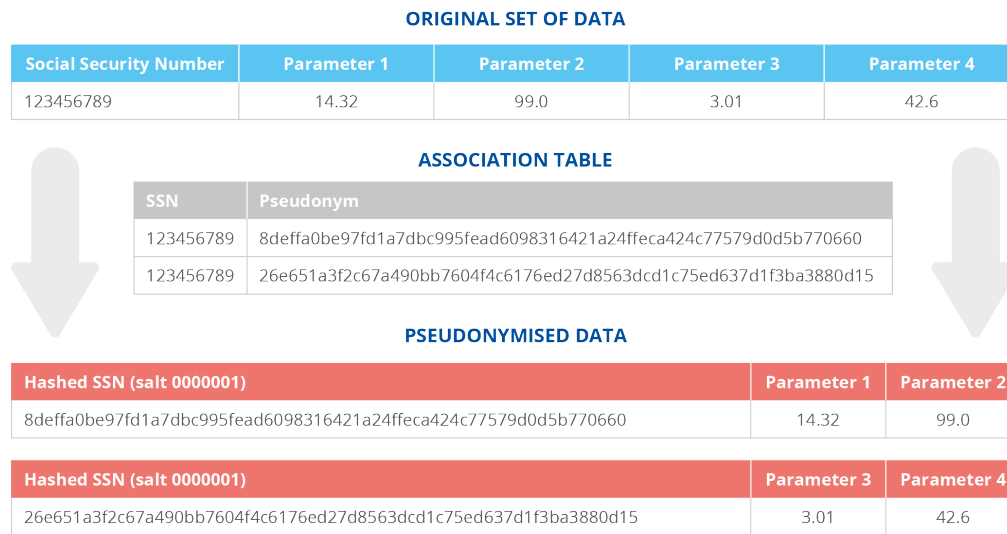 ORIGINAL SET OF DATA
Social Security Number Parameter 1 Parameter 2 Parameter 3 Parameter 4
123456789 14.32 99.0 3.01 42.6
ASSOCIATION TABLE
SSN Pseudonym
123456789 8deffa0be97fd1a7dbc995fead6098316421a24ffeca424c77579d0d5b770660
123456789 26e651a3f2c67a490bb7604f4c6176ed27d8563dcd1c75ed637d1f3ba3880d15
PSEUDONYMISED DATA
Hashed SSN (salt 0000001) Parameter 1 Parameter 2
8deffa0be97fd1a7dbc995fead6098316421a24ffeca424c77579d0d5b770660 14.32 99.0
Hashed SSN (salt 0000001) Parameter 3 Parameter 4
26e651a3f2c67a490bb7604f4c6176ed27d8563dcd1c75ed637d1f3ba3880d15 3.01 42.6